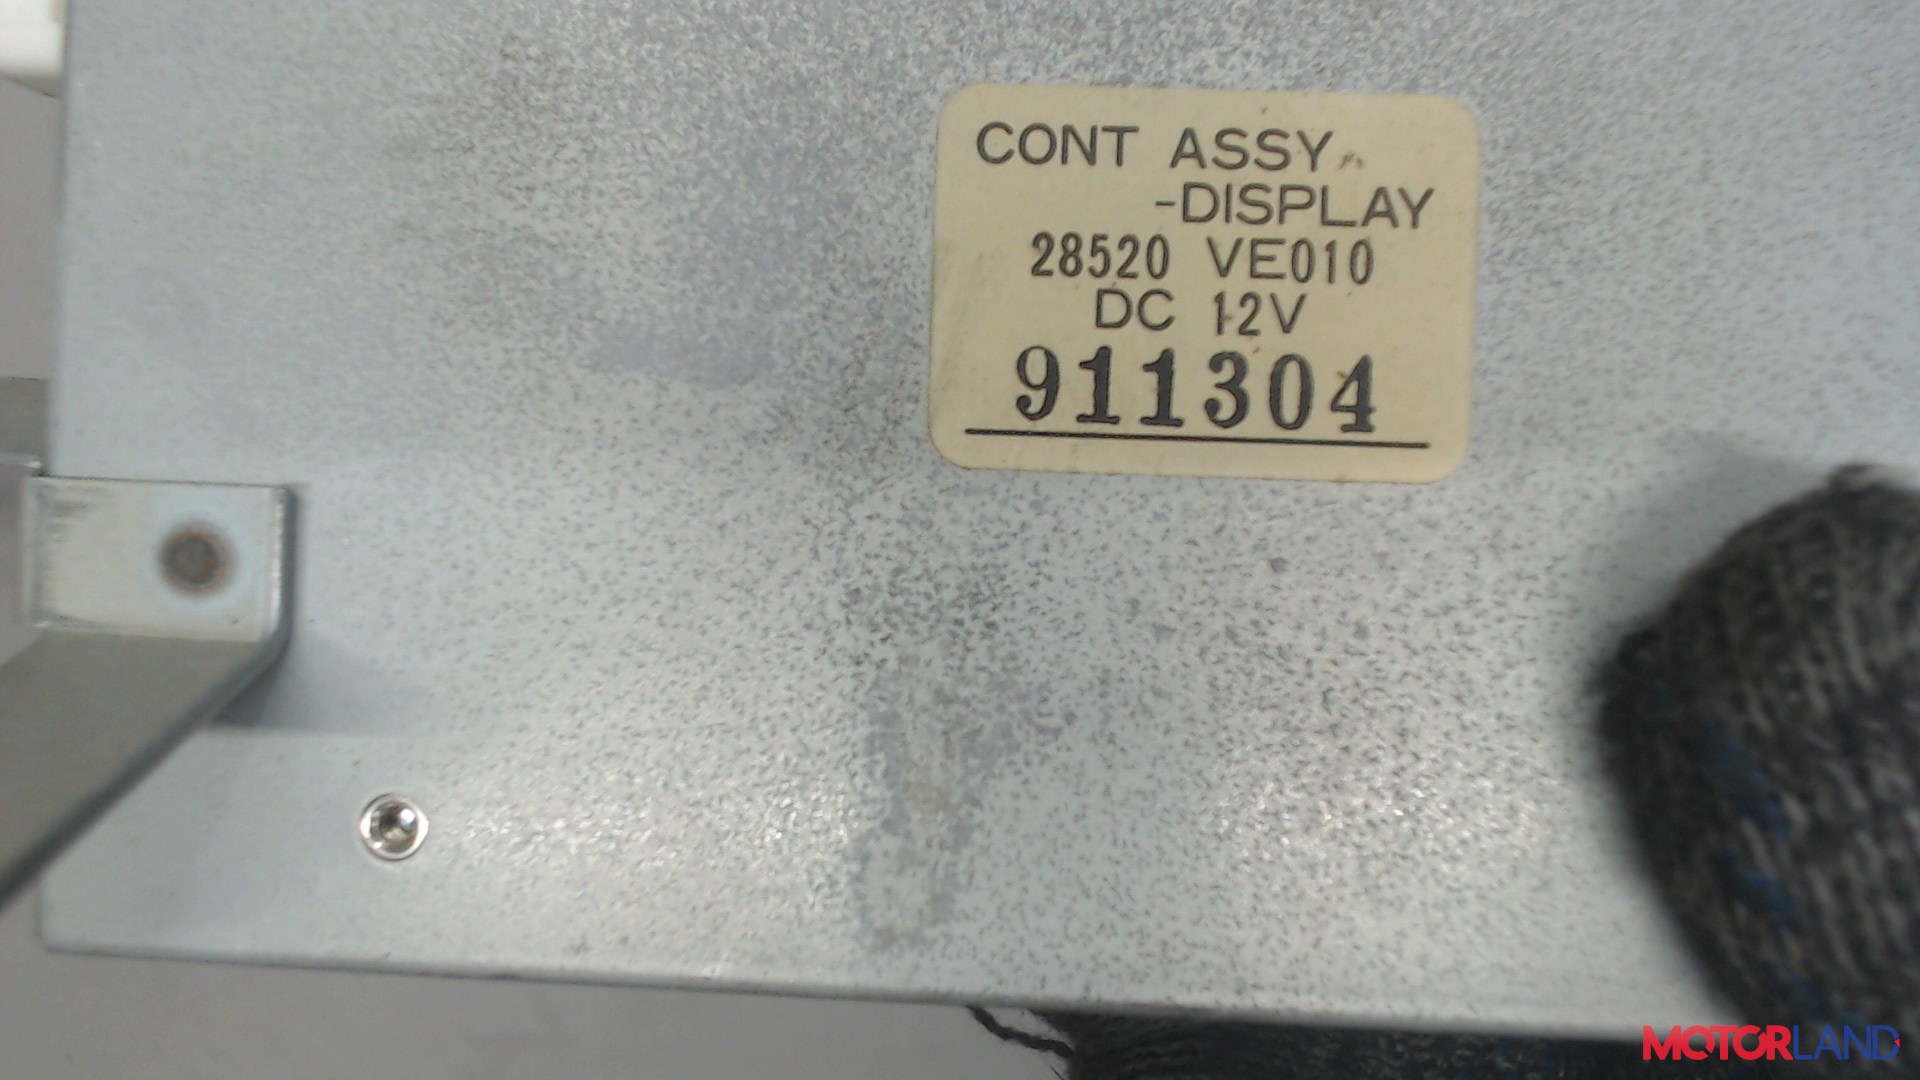 CONT ASSY
-DISPLAY
28520 VE010
DC 12V
911304
MOTORLAND